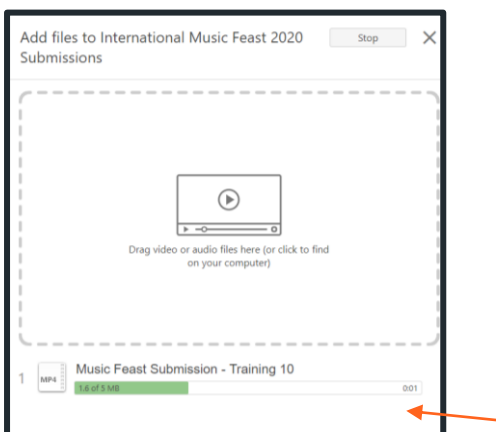 Add files to International Music Feast 2020 Stop
Submissions
Drag video or audio files here (or click to find
on your computer)
1 MP4 Music Feast Submission - Training 10
1.6 of 5 MB 0:01